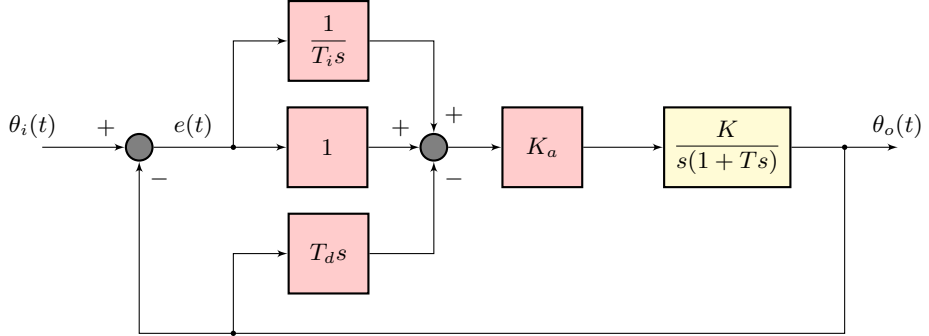 1
T_i s
θ_i(t)
+
e(t)
+
+
1
K_a
K
s(1 + Ts)
θ_o(t)
−
−
T_d s